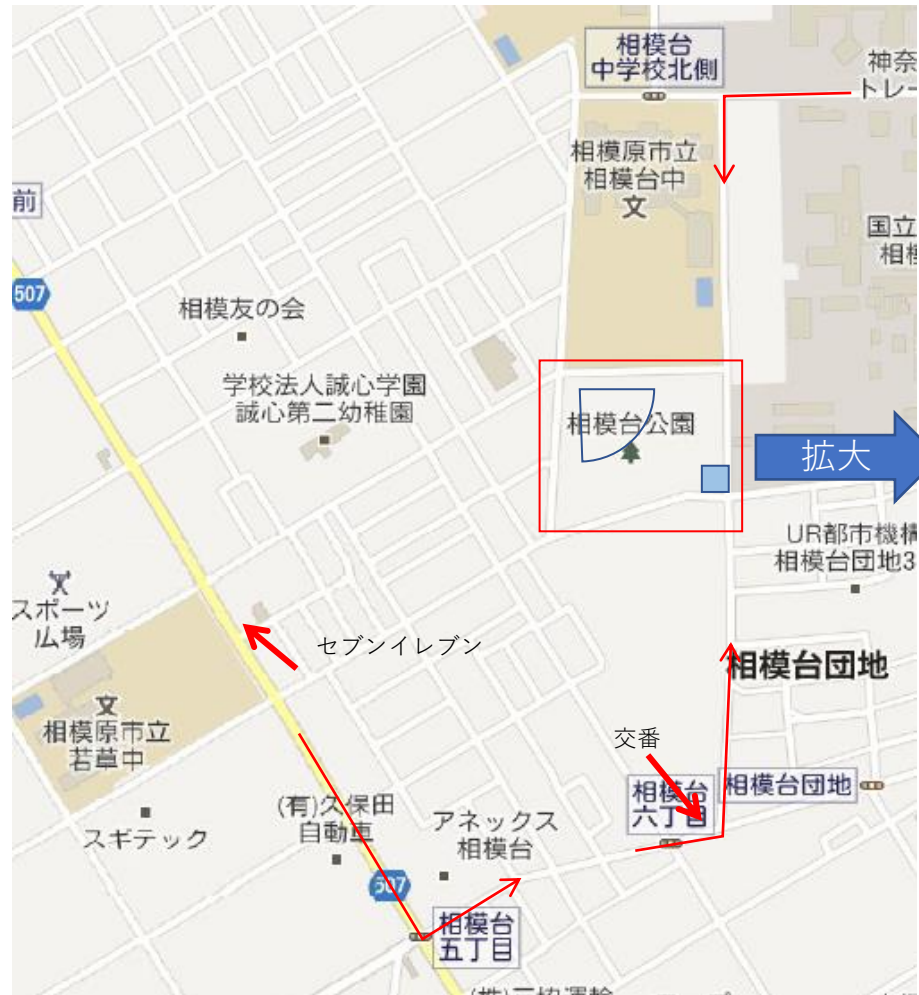 相模台
中学校北側
神奈
トレー
相模原市立
相模台中
文
前
国立
相模
507
相模友の会
学校法人誠心学園
誠心第二幼稚園
相模台公園
拡大
UR都市機構
相模台団地3
スポーツ
広場
セブンイレブン
相模台団地
文
相模原市立
若草中
交番
相模台
六丁目
相模台団地
(有)久保田
自動車
アネックス
相模台
スギテック
507
相模台
五丁目